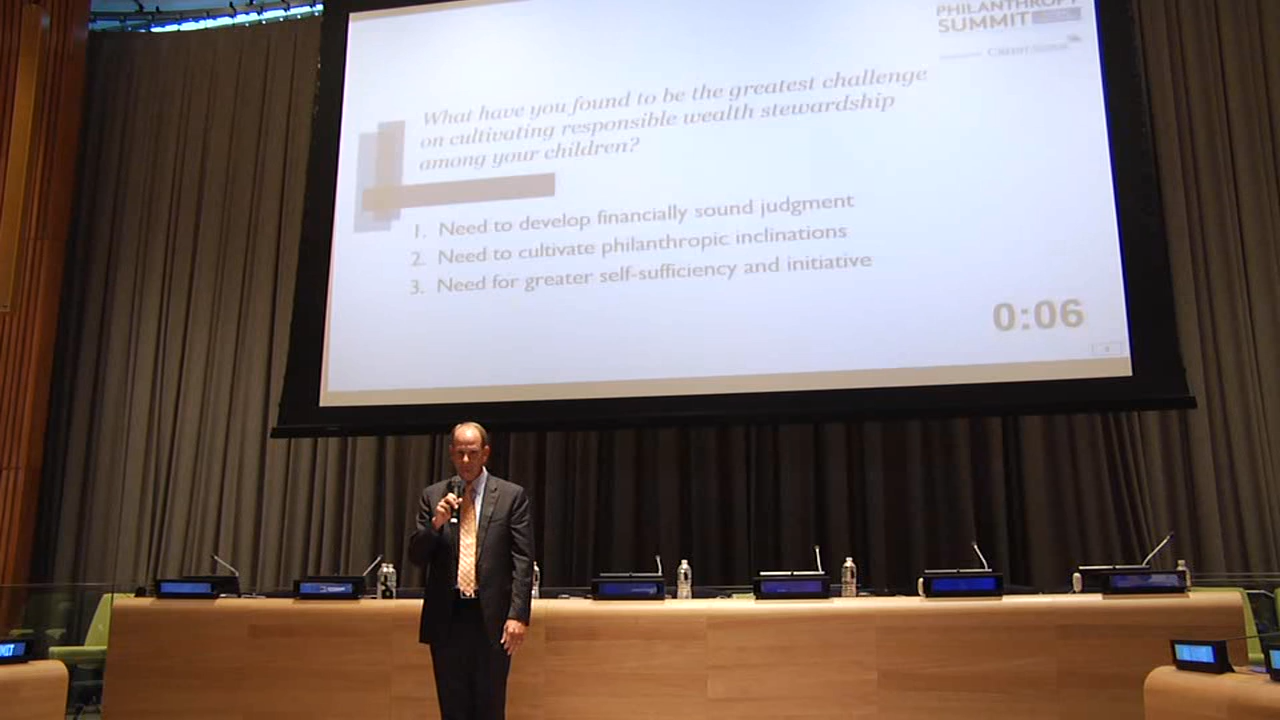 PHILANTHROPY
SUMMIT
What have you found to be the greatest challenge
on cultivating responsible wealth stewardship
among your children?
1. Need to develop financially sound judgment
2. Need to cultivate philanthropic inclinations
3. Need for greater self-sufficiency and initiative
0:06